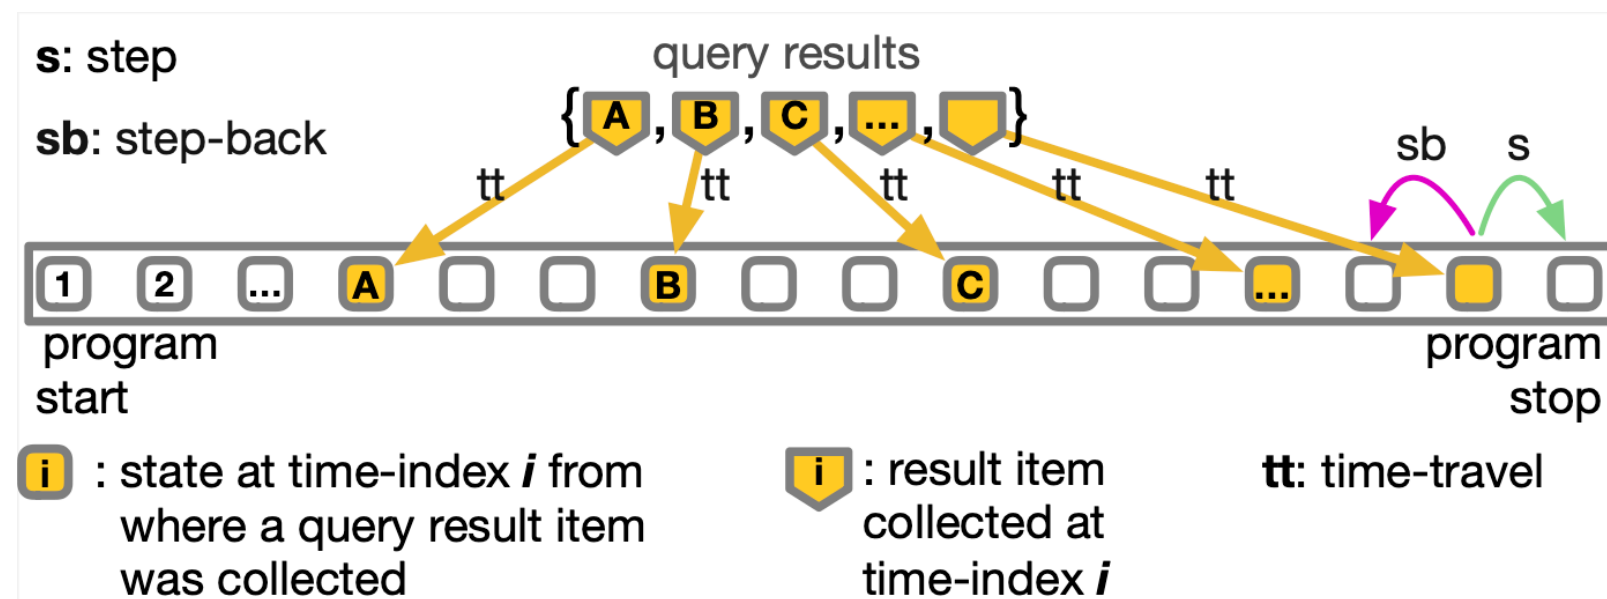 s: step
query results
{A, B, C, ..., }
sb: step-back
sb s
tt tt tt tt tt
1 2 ... A B C ...
program start
program stop
i : state at time-index i from
where a query result item
was collected
i : result item
collected at
time-index i
tt: time-travel